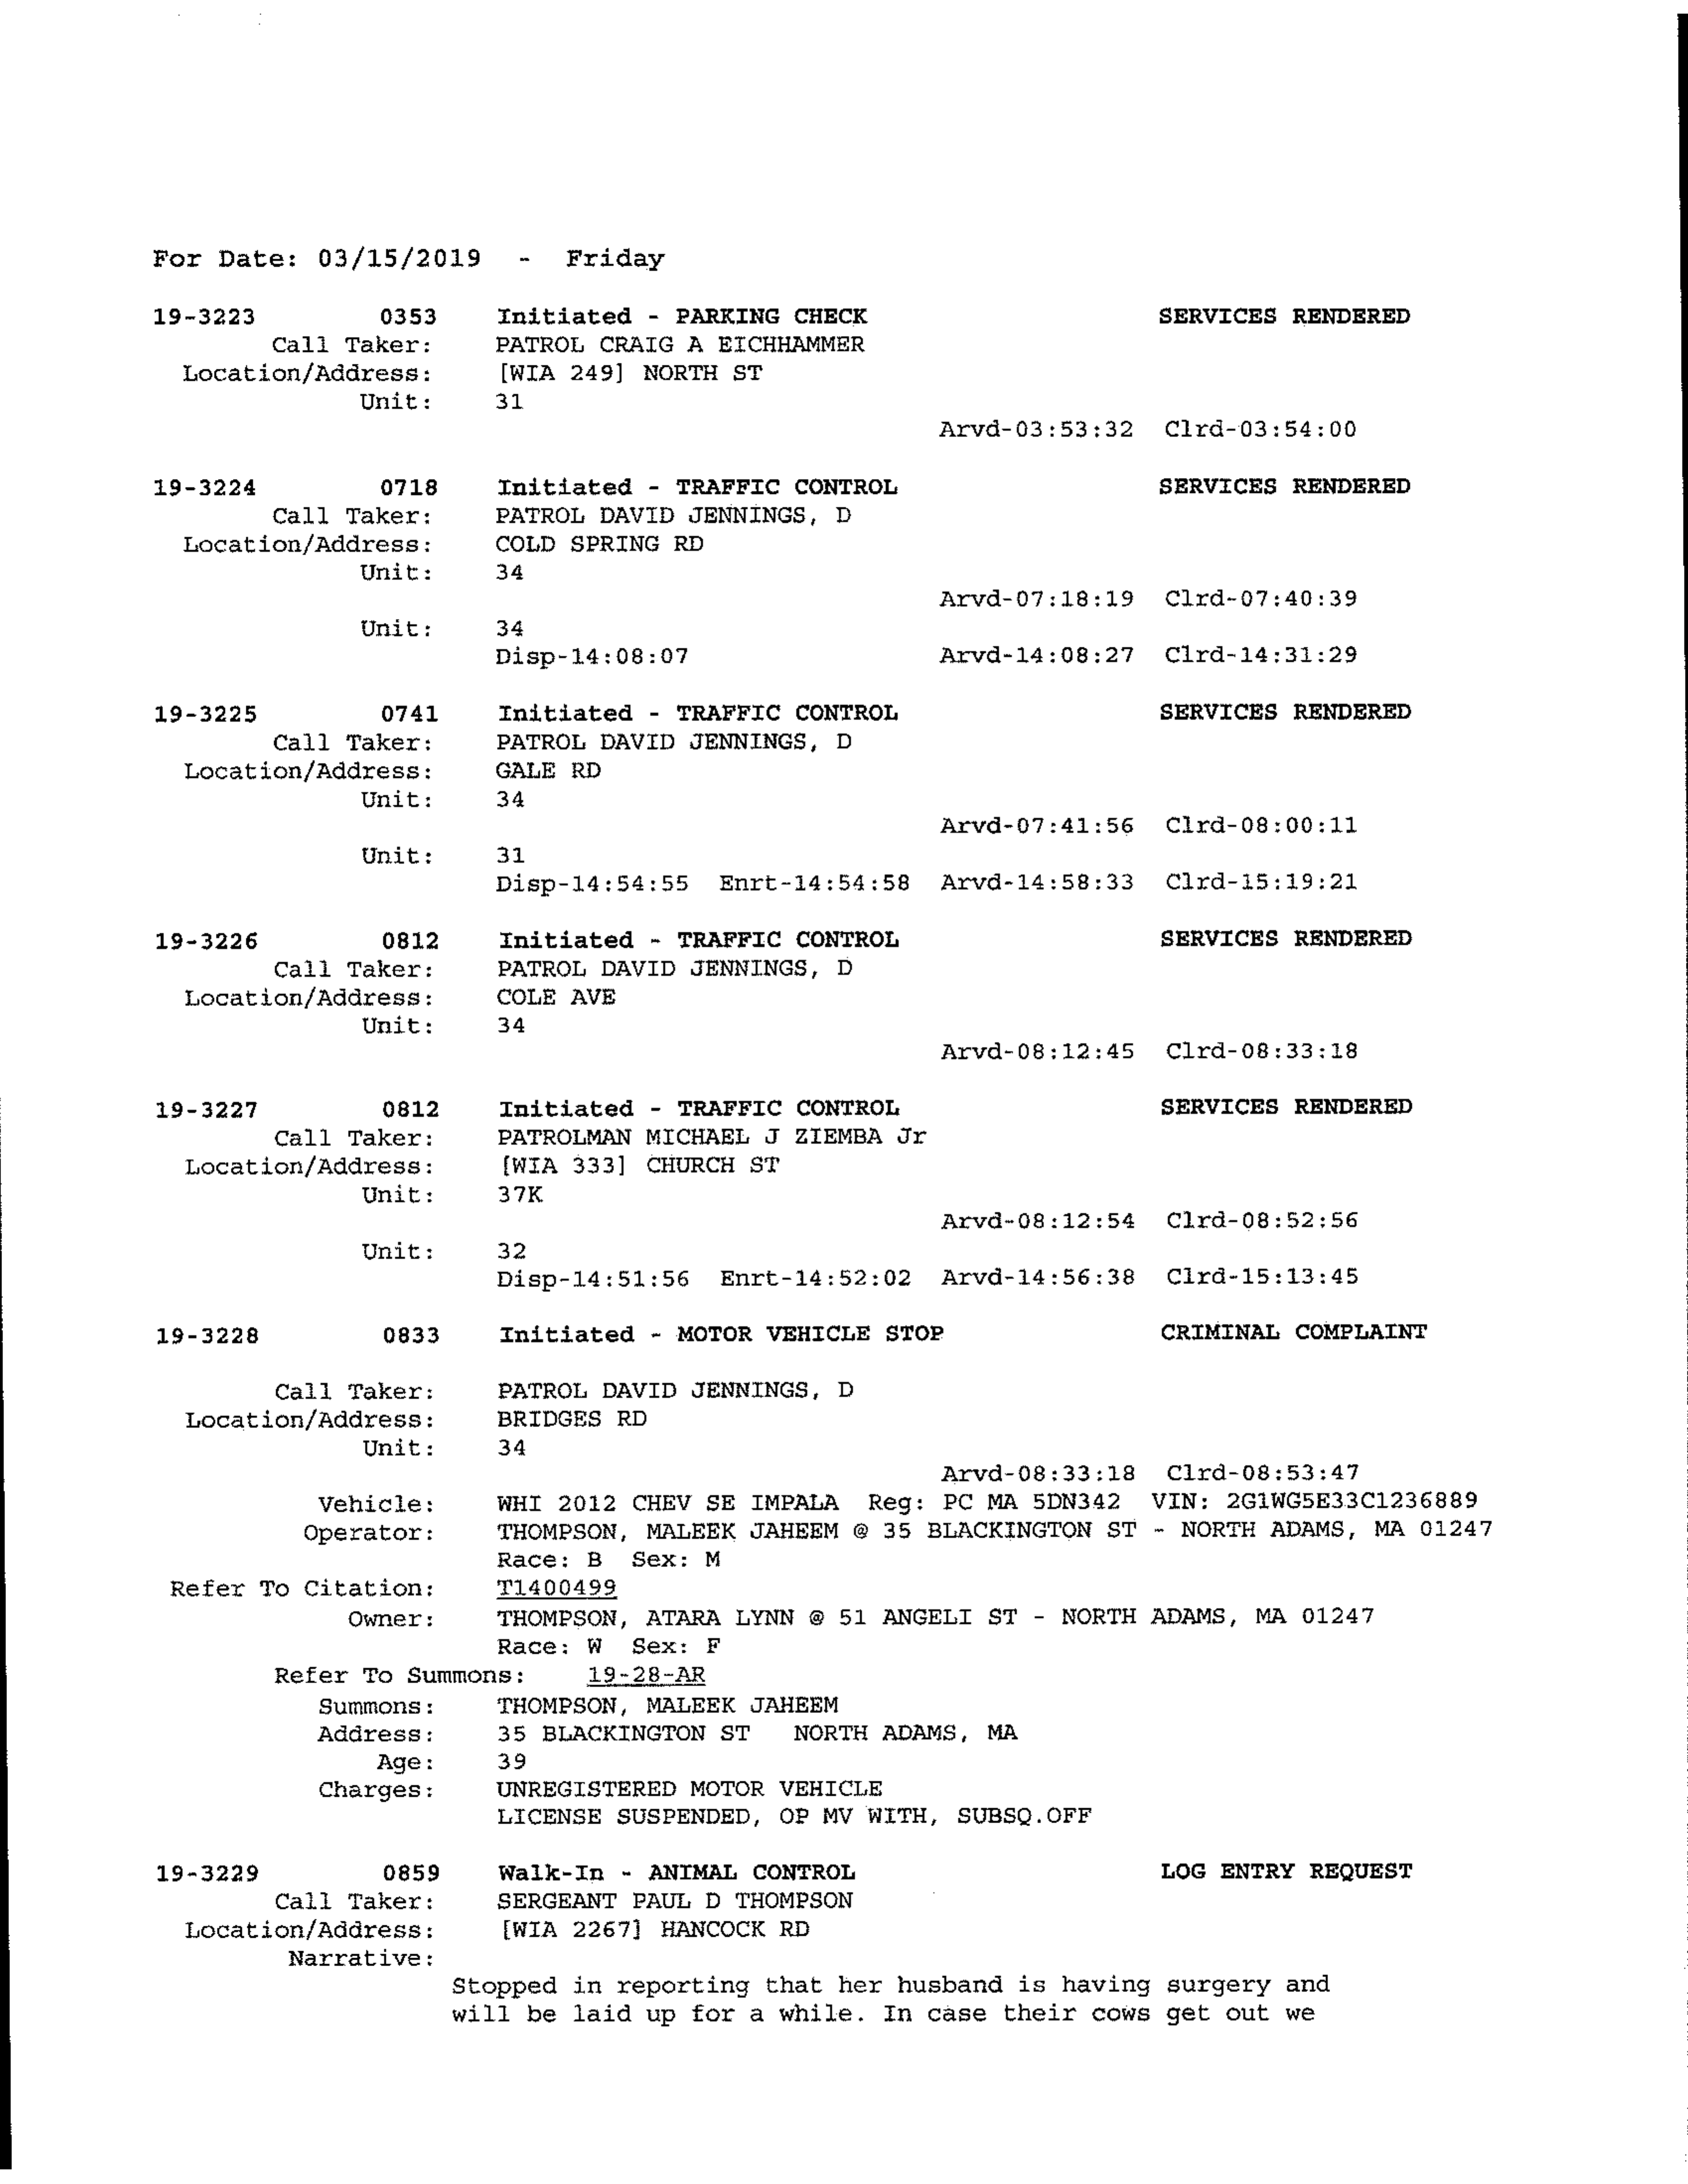 For Date: 03/15/2019 - Friday
19-3223 0353 Initiated - PARKING CHECK SERVICES RENDERED
Call Taker: PATROL CRAIG A EICHHAMMER
Location/Address: [WIA 249] NORTH ST
Unit: 31
Arvd-03:53:32 Clrd-03:54:00
19-3224 0718 Initiated - TRAFFIC CONTROL SERVICES RENDERED
Call Taker: PATROL DAVID JENNINGS, D
Location/Address: COLD SPRING RD
Unit: 34
Arvd-07:18:19 Clrd-07:40:39
Unit: 34
Disp-14:08:07 Arvd-14:08:27 Clrd-14:31:29
19-3225 0741 Initiated - TRAFFIC CONTROL SERVICES RENDERED
Call Taker: PATROL DAVID JENNINGS, D
Location/Address: GALE RD
Unit: 34
Arvd-07:41:56 Clrd-08:00:11
Unit: 31
Disp-14:54:55 Enrt-14:54:58 Arvd-14:58:33 Clrd-15:19:21
19-3226 0812 Initiated - TRAFFIC CONTROL SERVICES RENDERED
Call Taker: PATROL DAVID JENNINGS, D
Location/Address: COLE AVE
Unit: 34
Arvd-08:12:45 Clrd-08:33:18
19-3227 0812 Initiated - TRAFFIC CONTROL SERVICES RENDERED
Call Taker: PATROLMAN MICHAEL J ZIEMBA Jr
Location/Address: [WIA 333] CHURCH ST
Unit: 37K
Arvd-08:12:54 Clrd-08:52:56
Unit: 32
Disp-14:51:56 Enrt-14:52:02 Arvd-14:56:38 Clrd-15:13:45
19-3228 0833 Initiated - MOTOR VEHICLE STOP CRIMINAL COMPLAINT
Call Taker: PATROL DAVID JENNINGS, D
Location/Address: BRIDGES RD
Unit: 34
Arvd-08:33:18 Clrd-08:53:47
Vehicle: WHI 2012 CHEV SE IMPALA Reg: PC MA 5DN342 VIN: 2G1WG5E33C1236889
Operator: THOMPSON, MALEEK JAHEEM @ 35 BLACKINGTON ST - NORTH ADAMS, MA 01247
Race: B Sex: M
Refer To Citation: T1400499
Owner: THOMPSON, ATARA LYNN @ 51 ANGELI ST - NORTH ADAMS, MA 01247
Race: W Sex: F
Refer To Summons: 19-28-AR
Summons: THOMPSON, MALEEK JAHEEM
Address: 35 BLACKINGTON ST NORTH ADAMS, MA
Age: 39
Charges: UNREGISTERED MOTOR VEHICLE
LICENSE SUSPENDED, OP MV WITH, SUBSQ.OFF
19-3229 0859 Walk-In - ANIMAL CONTROL LOG ENTRY REQUEST
Call Taker: SERGEANT PAUL D THOMPSON
Location/Address: [WIA 2267] HANCOCK RD
Narrative:
Stopped in reporting that her husband is having surgery and
will be laid up for a while. In case their cows get out we